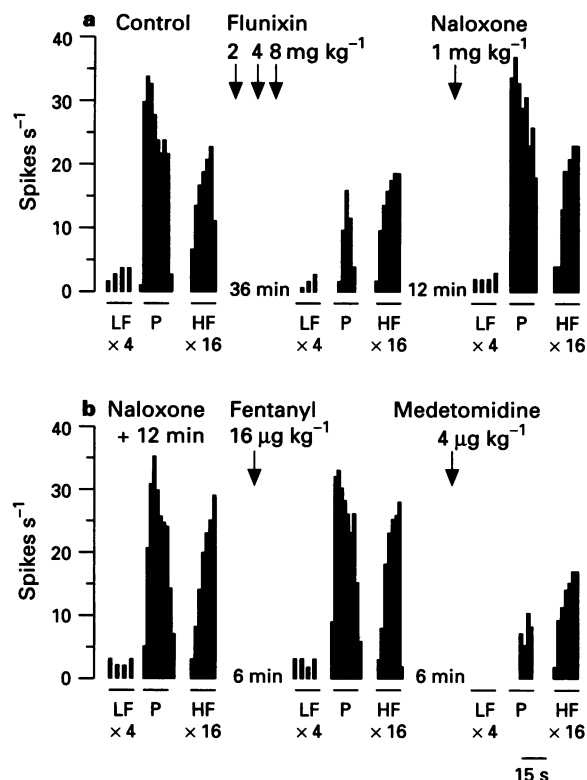 a Control Flunixin Naloxone
2 4 8 mg kg⁻¹ 1 mg kg⁻¹
40
30
20
10
0
Spikes s⁻¹
36 min 12 min
LF P HF LF P HF LF P HF
× 4 × 16 × 4 × 16 × 4 × 16
b Naloxone Fentanyl Medetomidine
+ 12 min 16 µg kg⁻¹ 4 µg kg⁻¹
40
30
20
10
0
Spikes s⁻¹
6 min 6 min
LF P HF LF P HF LF P HF
× 4 × 16 × 4 × 16 × 4 × 16
15 s